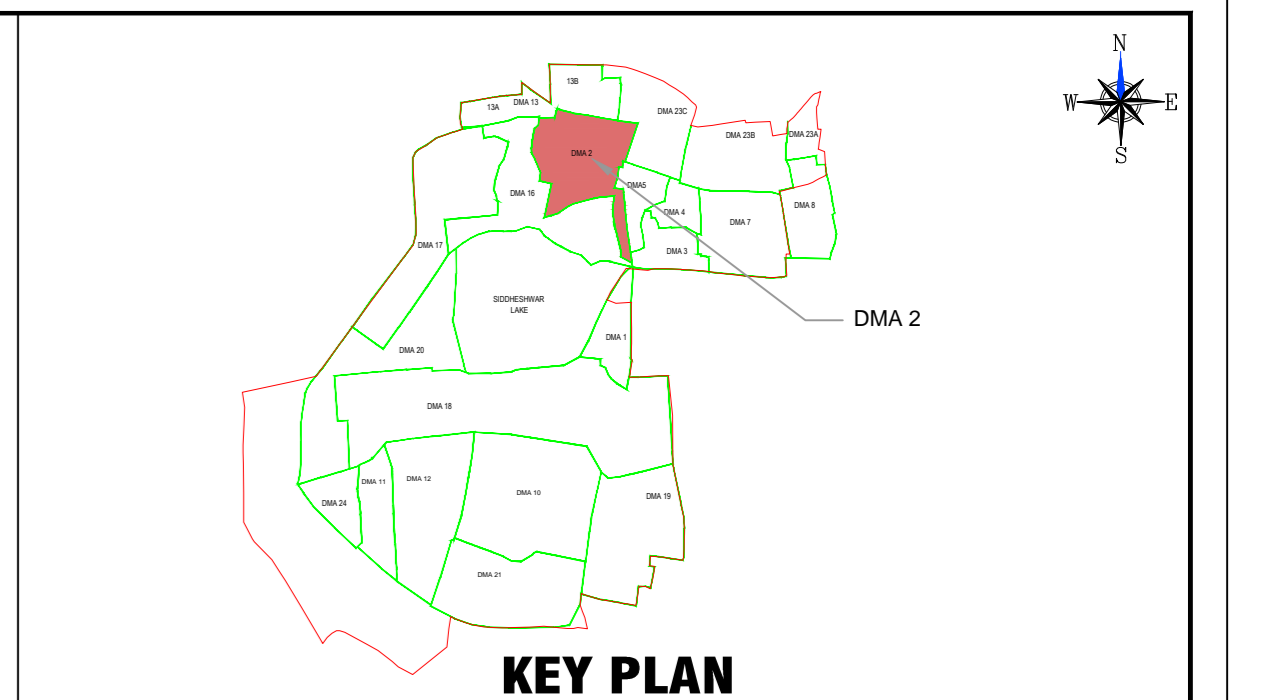 N
W E
S
13B
13A
DMA 13
DMA 23C
DMA 23B
DMA 23A
DMA 2
DMA 16
DMA5
DMA 4
DMA 7
DMA 8
DMA 17
DMA 3
SIDDHESHWAR
LAKE
DMA 2
DMA 1
DMA 20
DMA 18
DMA 11
DMA 12
DMA 10
DMA 19
DMA 24
DMA 21
KEY PLAN